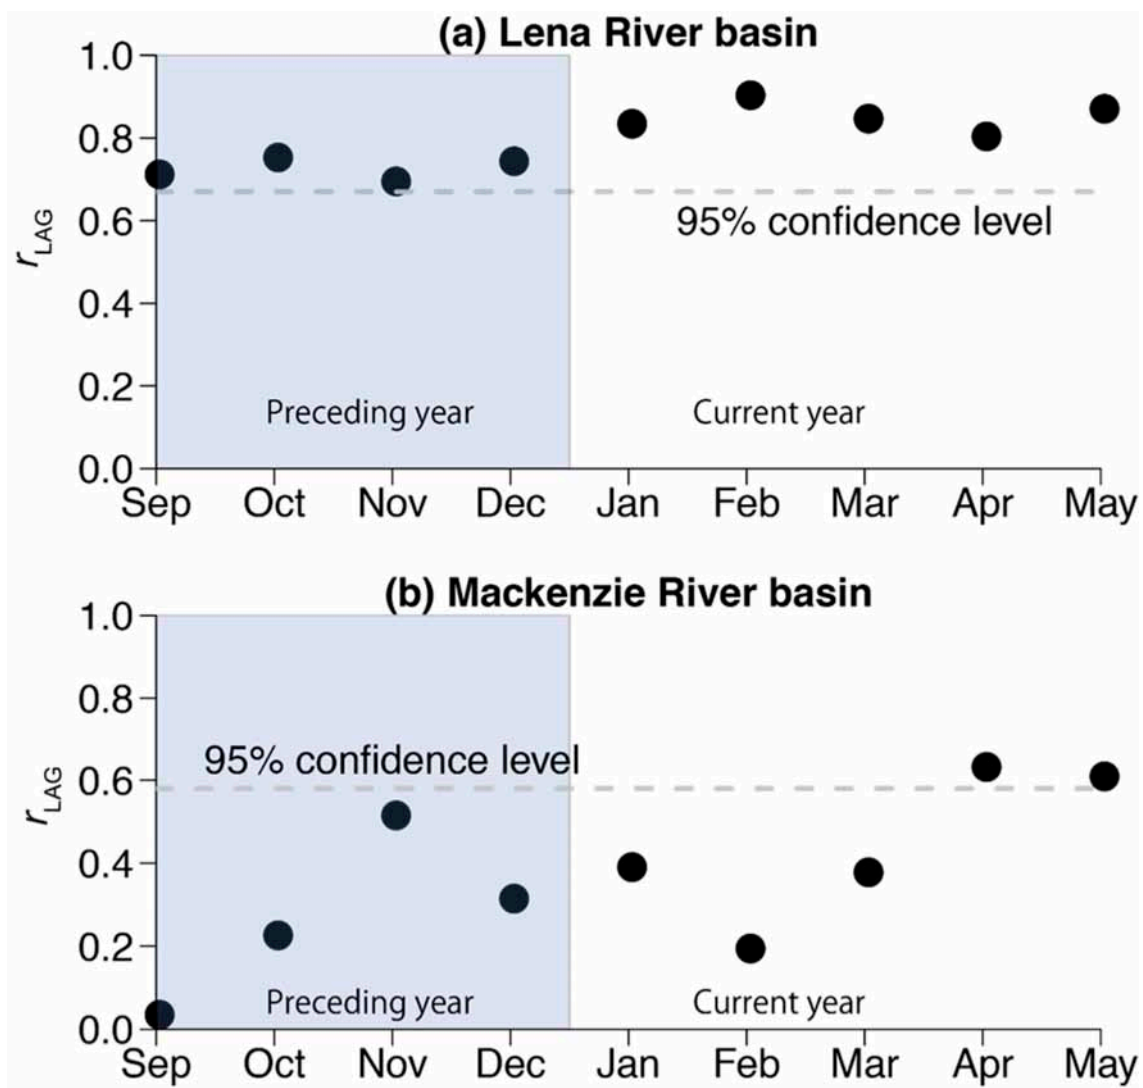 (a) Lena River basin
1.0
0.8
0.6
0.4
0.2
0.0
rLAG
95% confidence level
Preceding year
Current year
Sep Oct Nov Dec Jan Feb Mar Apr May
(b) Mackenzie River basin
1.0
0.8
0.6
0.4
0.2
0.0
rLAG
95% confidence level
Preceding year
Current year
Sep Oct Nov Dec Jan Feb Mar Apr May